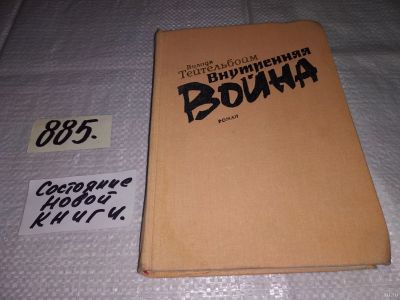 Володя
Тейтельбойм
Внутренняя
ВОЙНА
РОМАН
885.
Состояние
новой
книги.